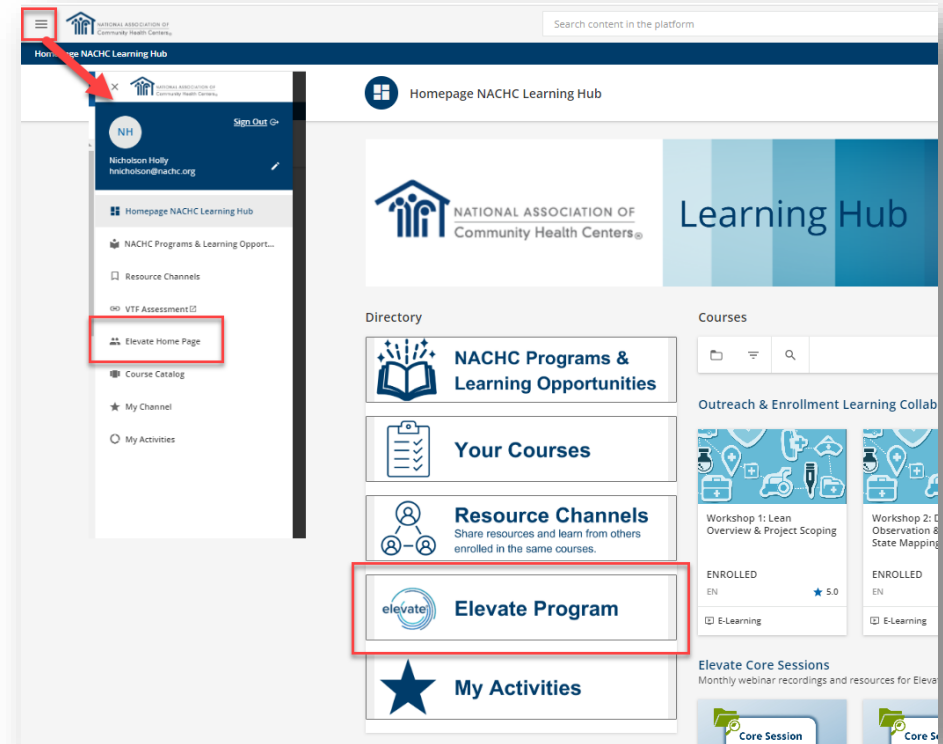 NATIONAL ASSOCIATION OF
Community Health Centers®
Search content in the platform
Homepage NACHC Learning Hub
NATIONAL ASSOCIATION OF
Community Health Centers®
Sign Out
NH
Nicholson Holly
hnicholson@nachc.org
Homepage NACHC Learning Hub
NACHC Programs & Learning Opport...
Resource Channels
VTF Assessment
Elevate Home Page
Course Catalog
My Channel
My Activities
Homepage NACHC Learning Hub
NATIONAL ASSOCIATION OF
Community Health Centers®
Learning Hub
Directory
NACHC Programs &
Learning Opportunities
Your Courses
Resource Channels
Share resources and learn from others
enrolled in the same courses.
elevate
Elevate Program
My Activities
Courses
Outreach & Enrollment Learning Collab
Workshop 1: Lean
Overview & Project Scoping
ENROLLED
EN
5.0
E-Learning
Workshop 2:
Observation &
State Mapping
ENROLLED
EN
E-Learning
Elevate Core Sessions
Monthly webinar recordings and resources for Eleva
Core Session
Core